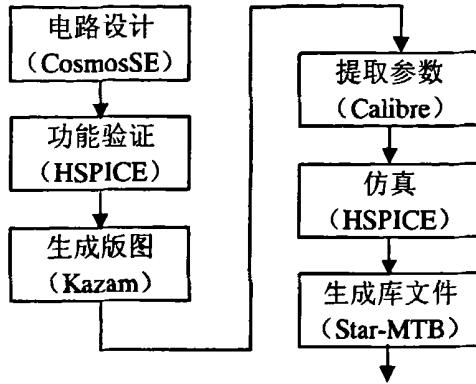 电路设计
（CosmosSE）
功能验证
（HSPICE）
生成版图
（Kazam）
提取参数
（Calibre）
仿真
（HSPICE）
生成库文件
（Star-MTB）